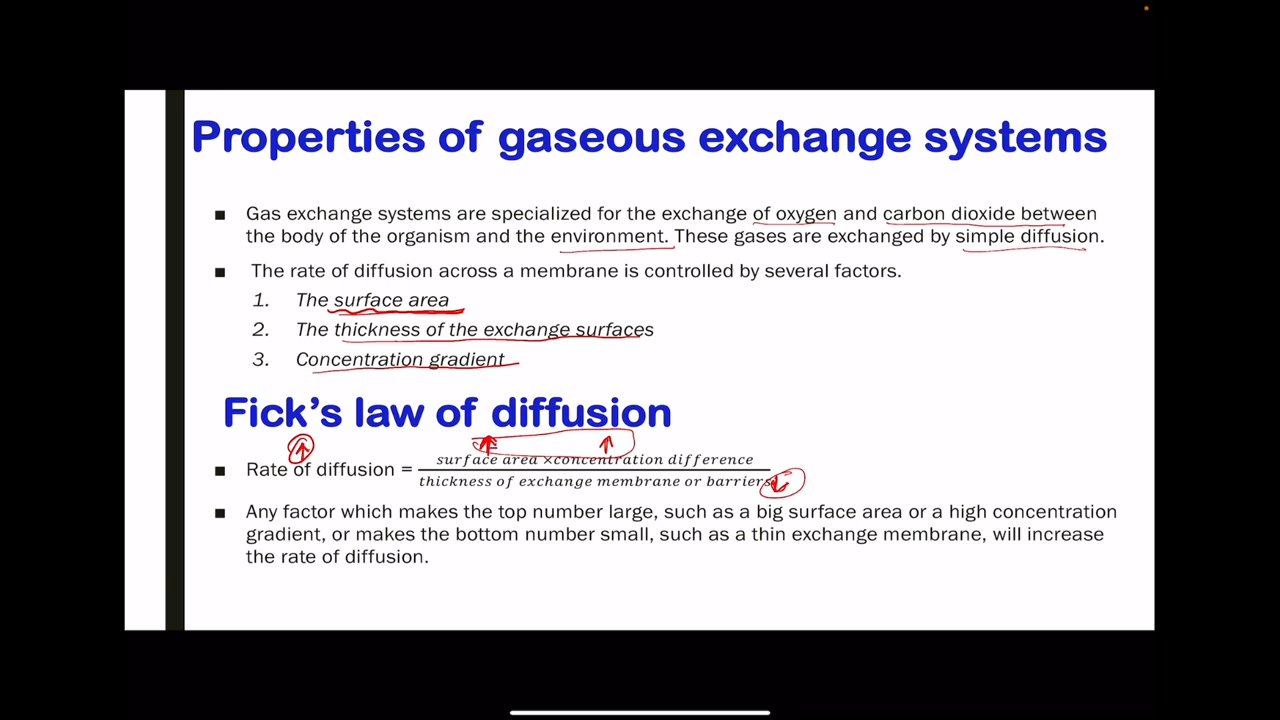 Properties of gaseous exchange systems
■ Gas exchange systems are specialized for the exchange of oxygen and carbon dioxide between
the body of the organism and the environment. These gases are exchanged by simple diffusion.
■ The rate of diffusion across a membrane is controlled by several factors.
1. The surface area
2. The thickness of the exchange surfaces
3. Concentration gradient
Fick's law of diffusion
surface area ×concentration difference
■ Rate of diffusion =
thickness of exchange membrane or barriers
■ Any factor which makes the top number large, such as a big surface area or a high concentration
gradient, or makes the bottom number small, such as a thin exchange membrane, will increase
the rate of diffusion.